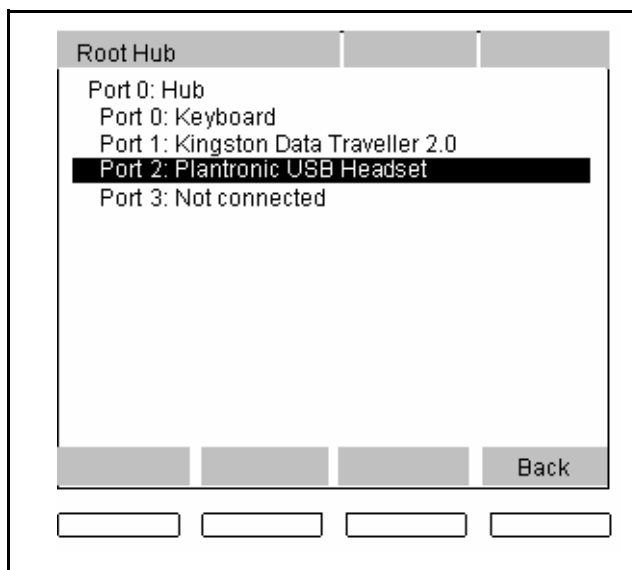 Root Hub
Port 0: Hub
Port 0: Keyboard
Port 1: Kingston Data Traveller 2.0
Port 2: Plantronic USB Headset
Port 3: Not connected
Back